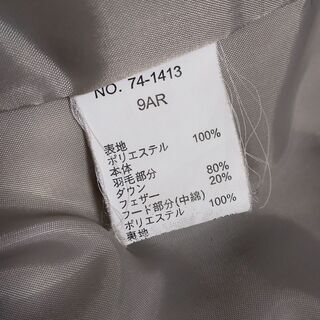 NO. 74-1413
9AR
表地
ポリエステル 100%
本体
羽毛部分
ダウン 80%
フェザー 20%
フード部分(中綿)
ポリエステル 100%
裏地